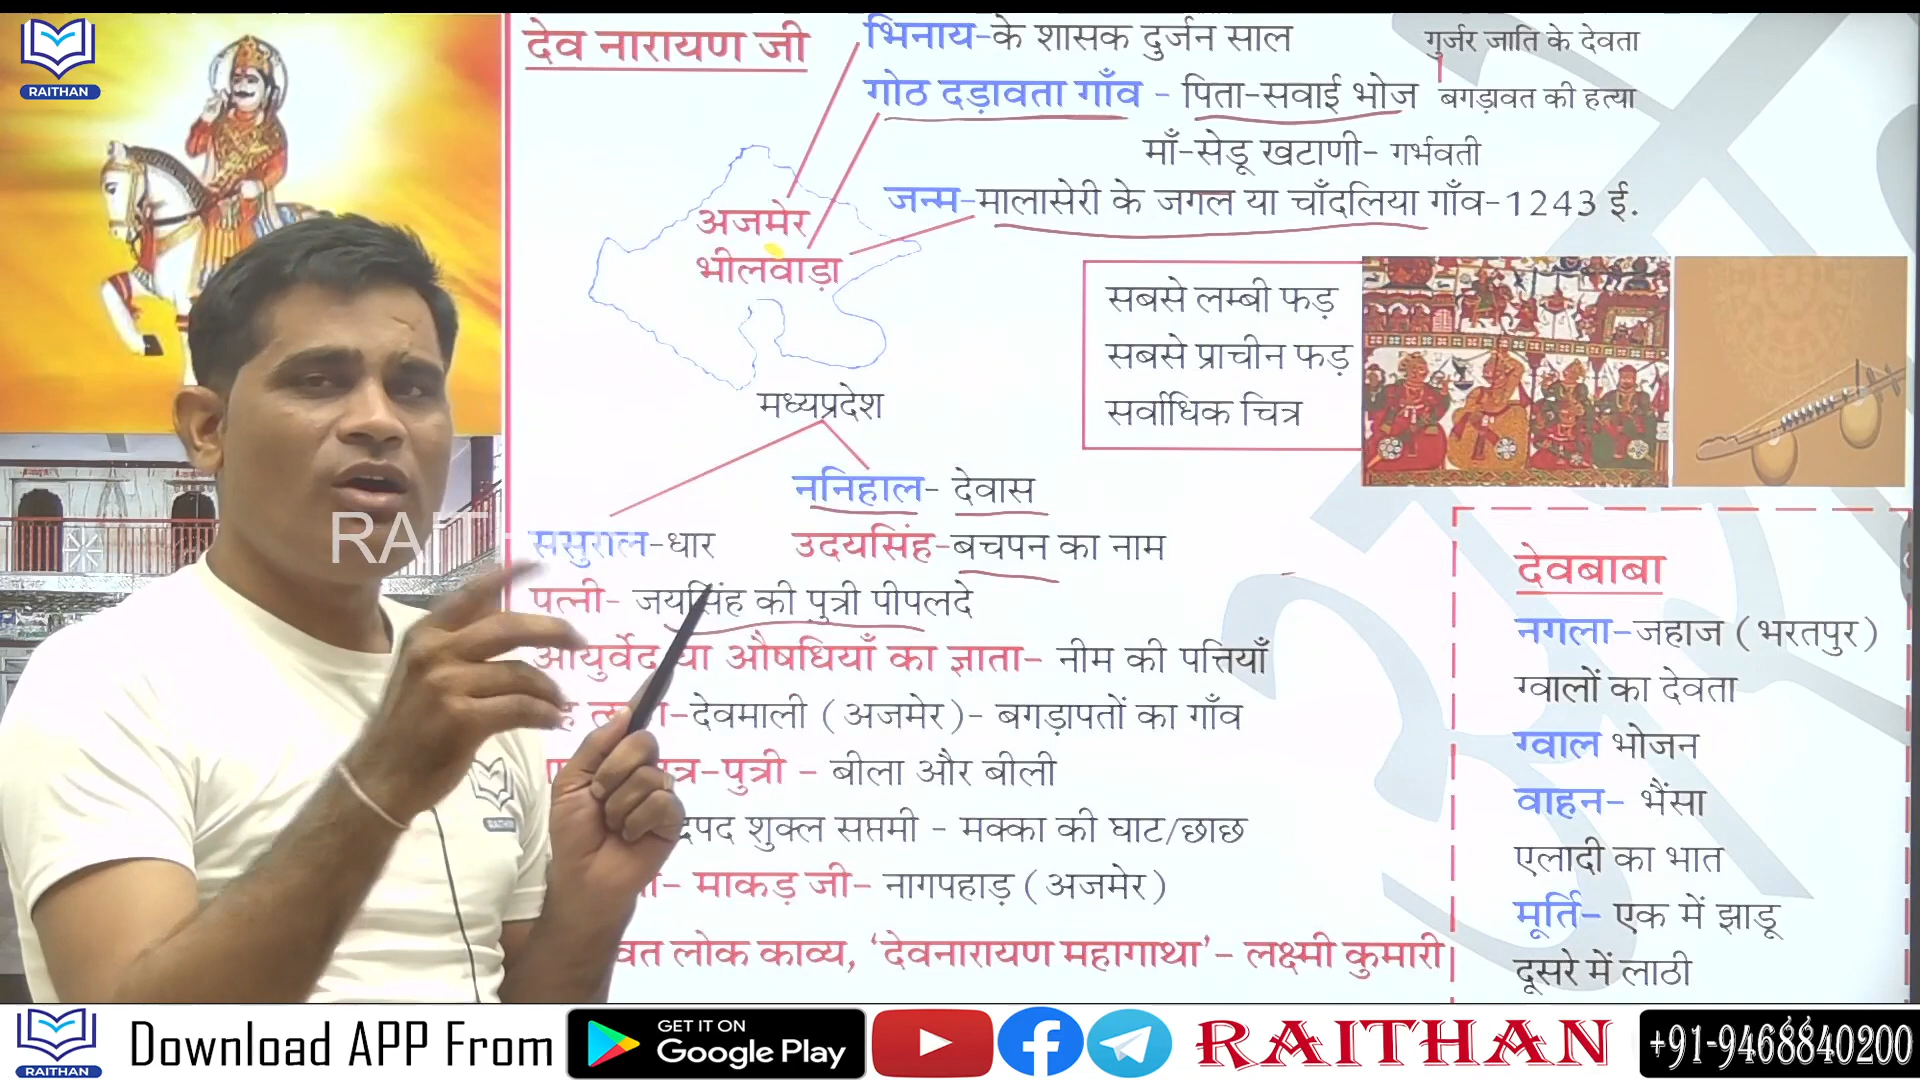 RAITHAN
देव नारायण जी
भिनाय-के शासक दुर्जन साल
गुर्जर जाति के देवता
गोठ दड़ावता गाँव - पिता-सवाई भोज
बगड़ावत की हत्या
माँ-सेडू खटाणी- गर्भवती
जन्म-मालासेरी के जगल या चाँदलिया गाँव-1243 ई.
अजमेर
भीलवाड़ा
सबसे लम्बी फड़
सबसे प्राचीन फड़
सर्वाधिक चित्र
मध्यप्रदेश
ननिहाल- देवास
ससुराल-धार
उदयसिंह-बचपन का नाम
पत्नी- जयसिंह की पुत्री पीपलदे
आयुर्वेद या औषधियाँ का ज्ञाता- नीम की पत्तियाँ
देवमाली (अजमेर)- बगड़ापतों का गाँव
पुत्री - बीला और बीली
शुक्ल सप्तमी - मक्का की घाट/छाछ
माकड़ जी- नागपहाड़ (अजमेर)
लोक काव्य, 'देवनारायण महागाथा'- लक्ष्मी कुमारी
देवबाबा
नगला-जहाज (भरतपुर)
ग्वालों का देवता
ग्वाल भोजन
वाहन- भैंसा
एलादी का भात
मूर्ति- एक में झाडू
दूसरे में लाठी
RAITHAN
RAITHAN
Download APP From
GET IT ON
Google Play
RAITHAN
+91-9468840200